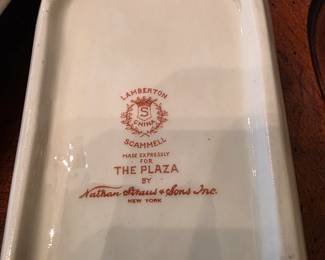 LAMBERTON
S
CHINA
SCAMMELL
MADE EXPRESSLY
FOR
THE PLAZA
BY
Nathan Straus & Sons Inc.
NEW YORK